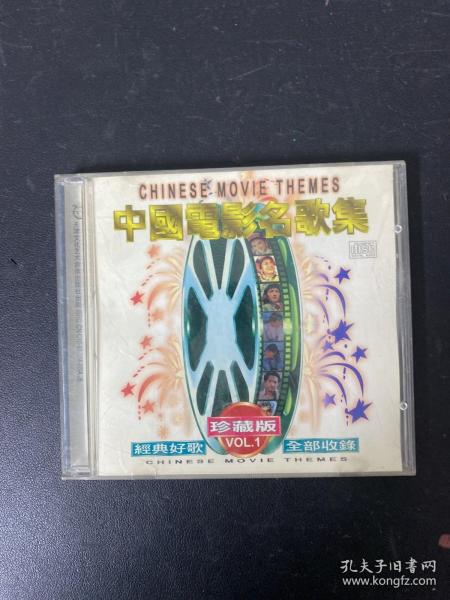 CHINESE MOVIE THEMES
中國電影名歌集
珍藏版
VOL.1
經典好歌
全部收錄
CHINESE MOVIE THEMES
孔夫子旧书网
www.kongfz.com